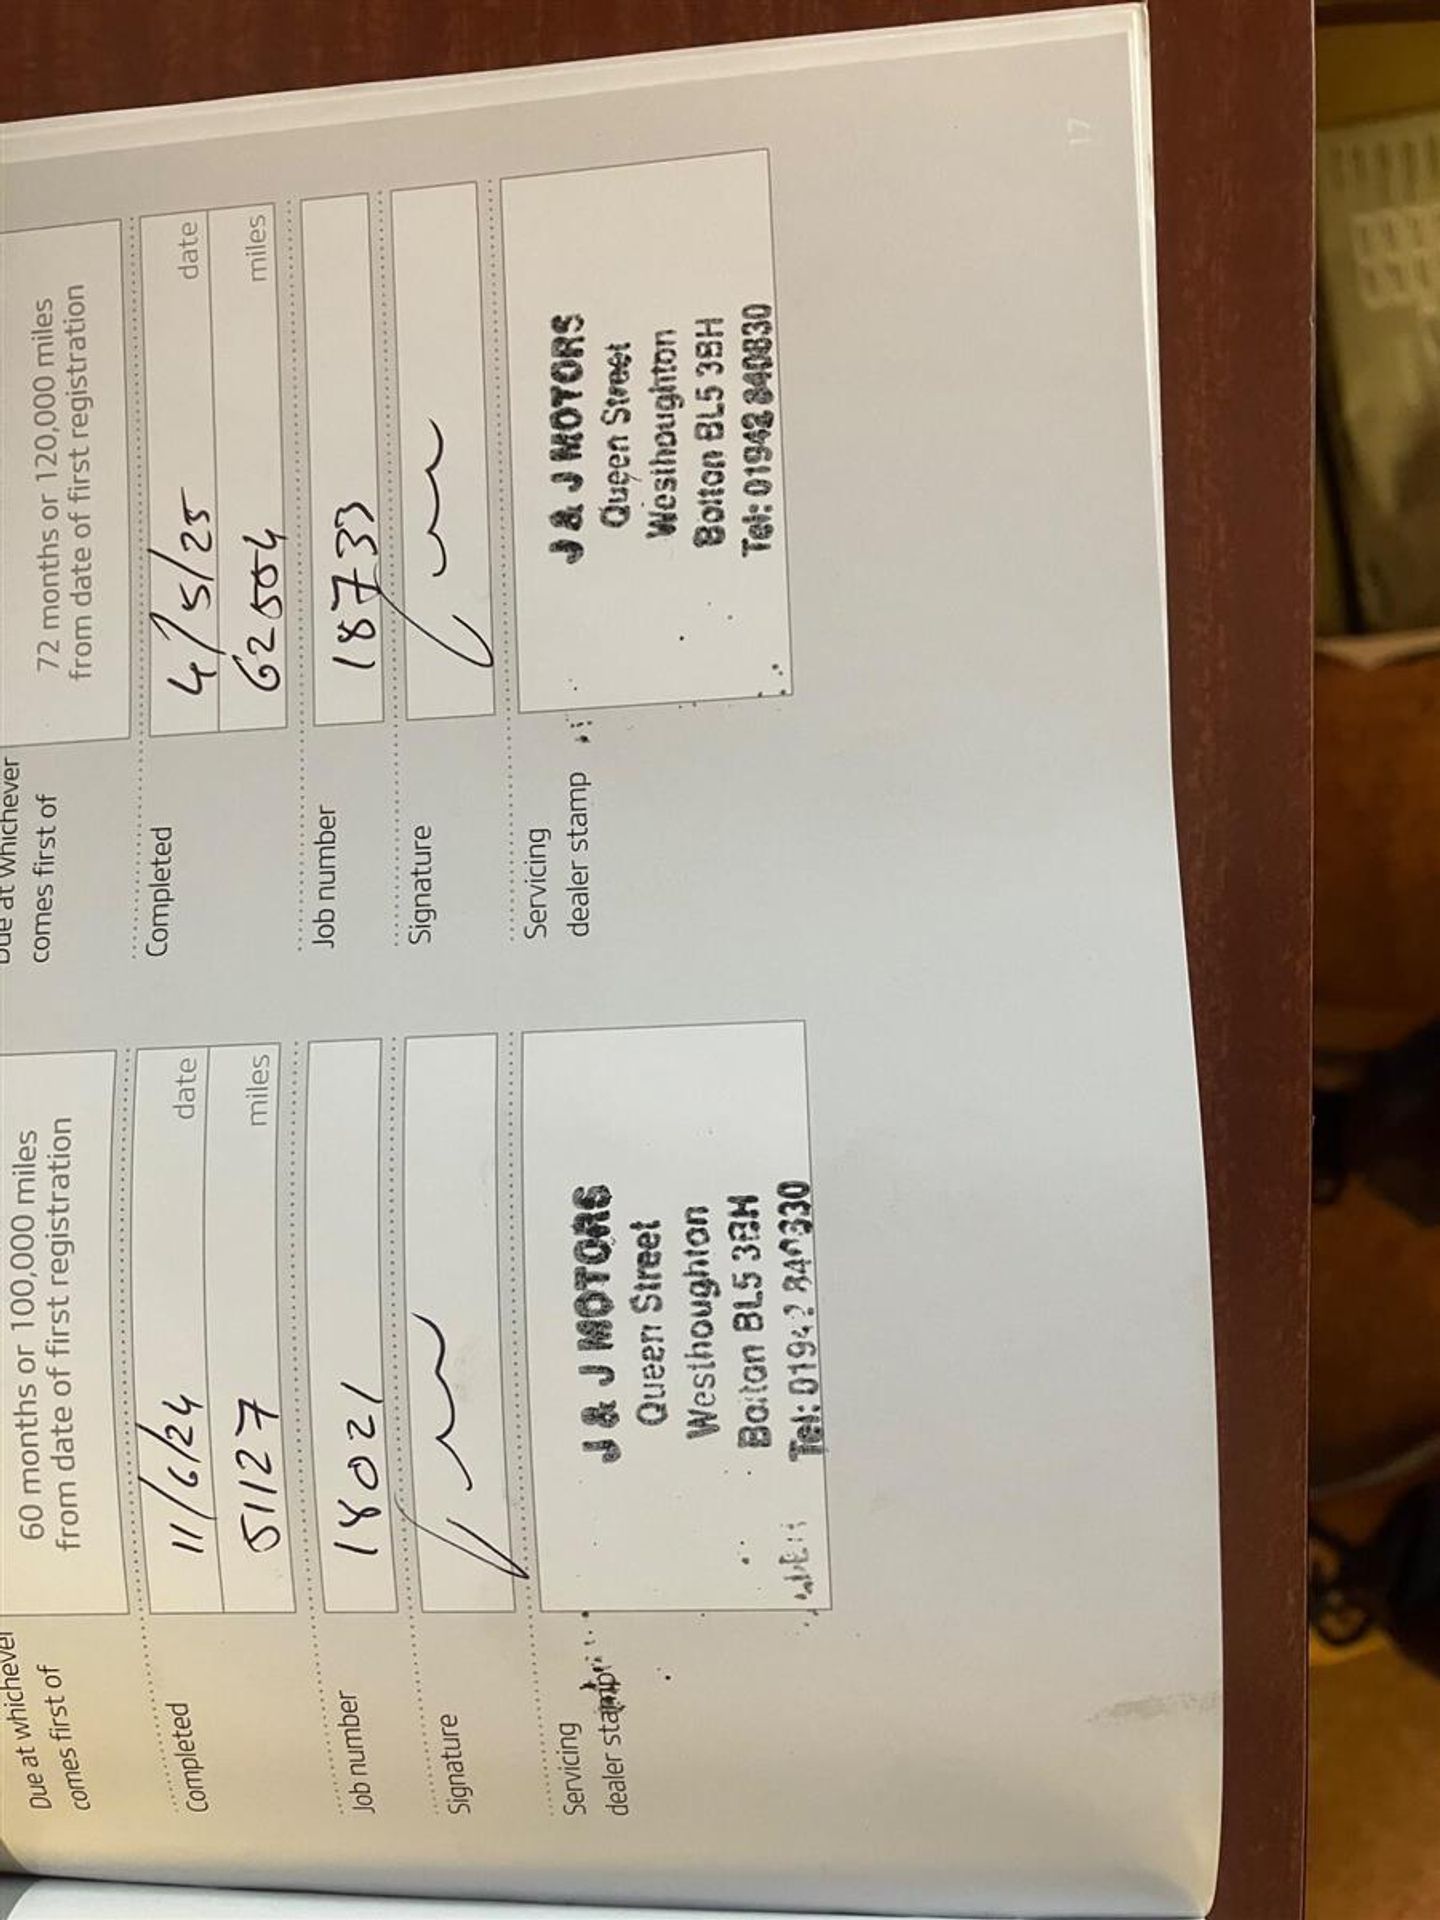 Due at whichever
comes first of
60 months or 100,000 miles
from date of first registration
Completed
11/6/24 date
51127 miles
Job number
18021
Signature
Servicing
dealer stamp
J & J MOTORS
Queen Street
Westhoughton
Bolton BL5 3BH
Tel:
Due at whichever
comes first of
72 months or 120,000 miles
from date of first registration
Completed
4/5/25 date
62504 miles
Job number
18733
Signature
Servicing
dealer stamp
J & J MOTORS
Queen Street
Westhoughton
Bolton BL5 3BH
Tel: 01942 840830
17